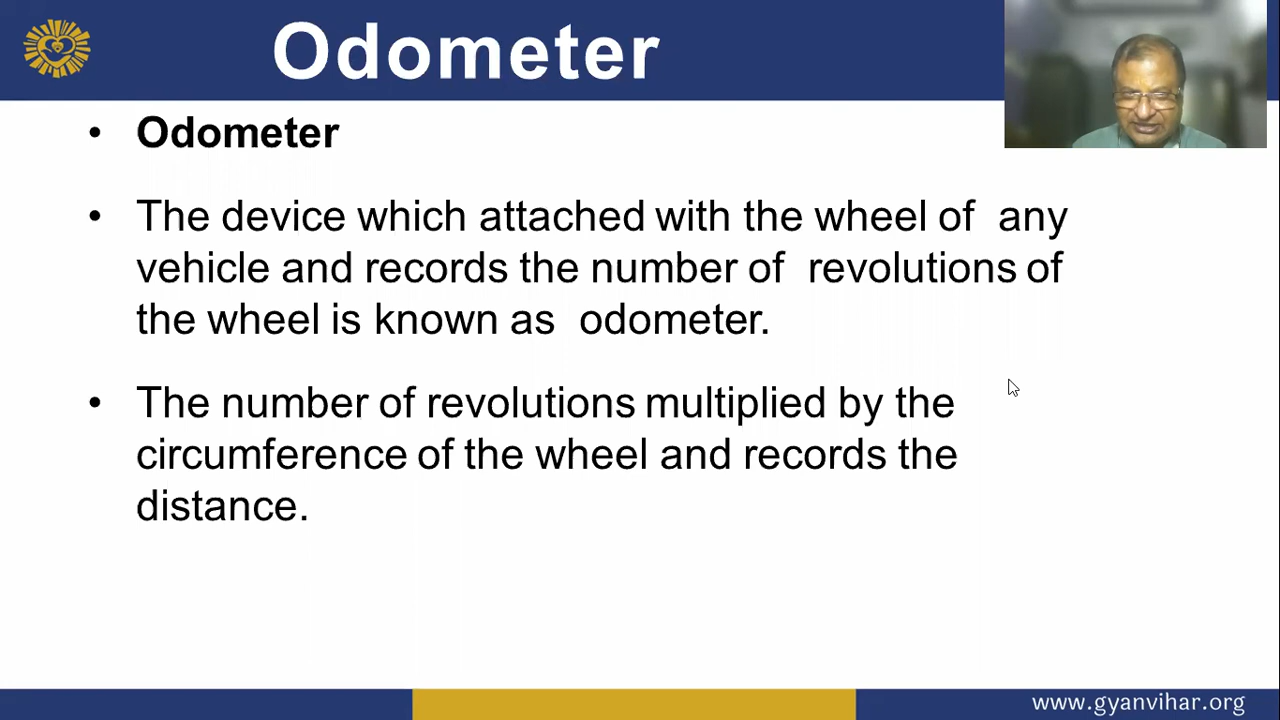 Odometer
• Odometer
• The device which attached with the wheel of any
vehicle and records the number of revolutions of
the wheel is known as odometer.
• The number of revolutions multiplied by the
circumference of the wheel and records the
distance.
www.gyanvihar.org